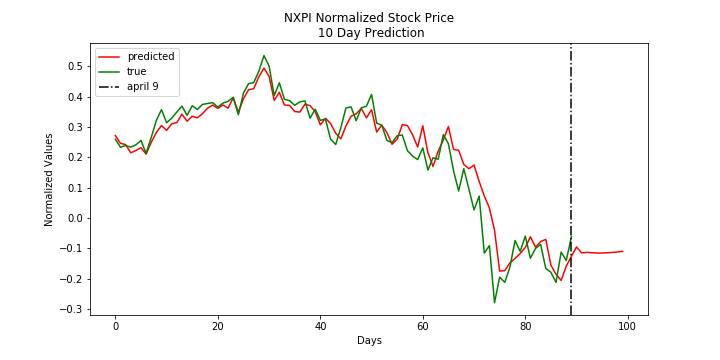 NXPI Normalized Stock Price
10 Day Prediction
predicted
true
april 9
Normalized Values
0.5
0.4
0.3
0.2
0.1
0.0
−0.1
−0.2
−0.3
0 20 40 60 80 100
Days